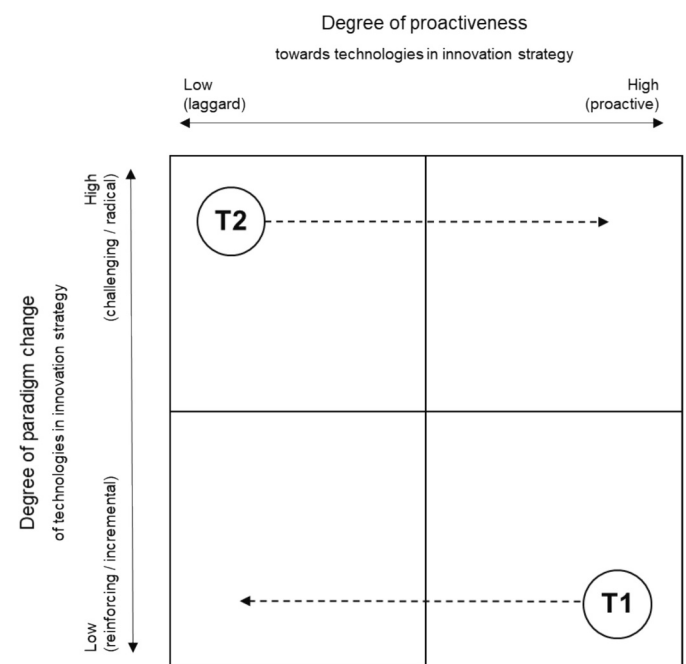 Degree of proactiveness
towards technologies in innovation strategy
Low
(laggard)
High
(proactive)
Degree of paradigm change
of technologies in innovation strategy
High
(challenging / radical)
Low
(reinforcing / incremental)
T2
T1